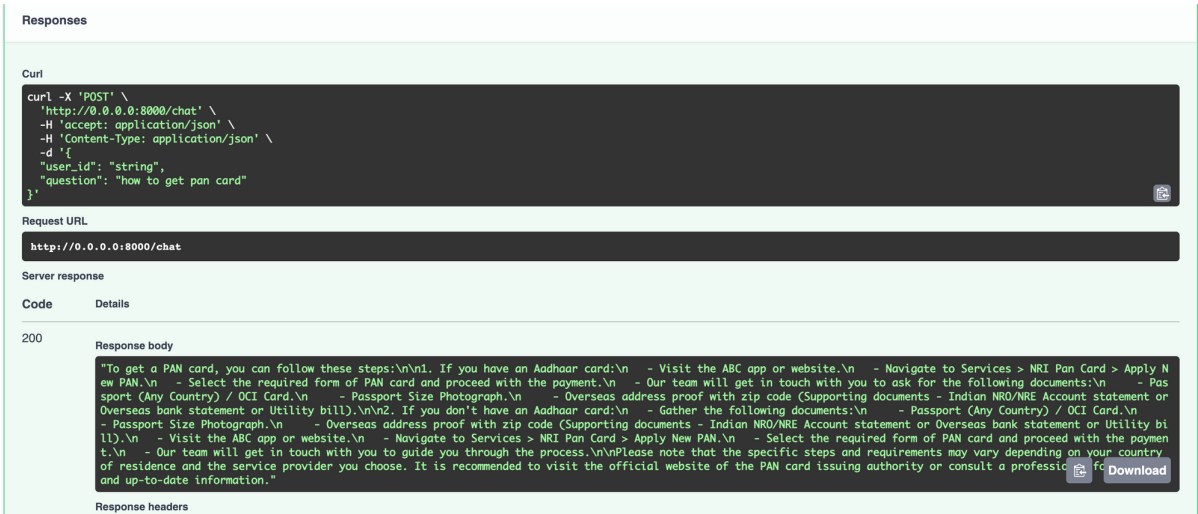 Responses
Curl
curl -X 'POST' \
'http://0.0.0.0:8000/chat' \
-H 'accept: application/json' \
-H 'Content-Type: application/json' \
-d '{
"user_id": "string",
"question": "how to get pan card"
}'
Request URL
http://0.0.0.0:8000/chat
Server response
Code Details
200
Response body
"To get a PAN card, you can follow these steps:\n\n1. If you have an Aadhaar card:\n   - Visit the ABC app or website.\n   - Navigate to Services > NRI Pan Card > Apply N
ew PAN.\n   - Select the required form of PAN card and proceed with the payment.\n   - Our team will get in touch with you to ask for the following documents:\n     - Pas
sport (Any Country) / OCI Card.\n     - Passport Size Photograph.\n     - Overseas address proof with zip code (Supporting documents - Indian NRO/NRE Account statement or
Overseas bank statement or Utility bill).\n\n2. If you don't have an Aadhaar card:\n   - Gather the following documents:\n     - Passport (Any Country) / OCI Card.\n
- Passport Size Photograph.\n     - Overseas address proof with zip code (Supporting documents - Indian NRO/NRE Account statement or Overseas bank statement or Utility bi
ll).\n   - Visit the ABC app or website.\n   - Navigate to Services > NRI Pan Card > Apply New PAN.\n   - Select the required form of PAN card and proceed with the paymen
t.\n   - Our team will get in touch with you to guide you through the process.\n\nPlease note that the specific steps and requirements may vary depending on your country
of residence and the service provider you choose. It is recommended to visit the official website of the PAN card issuing authority or consult a
and up-to-date information."
Download
Response headers